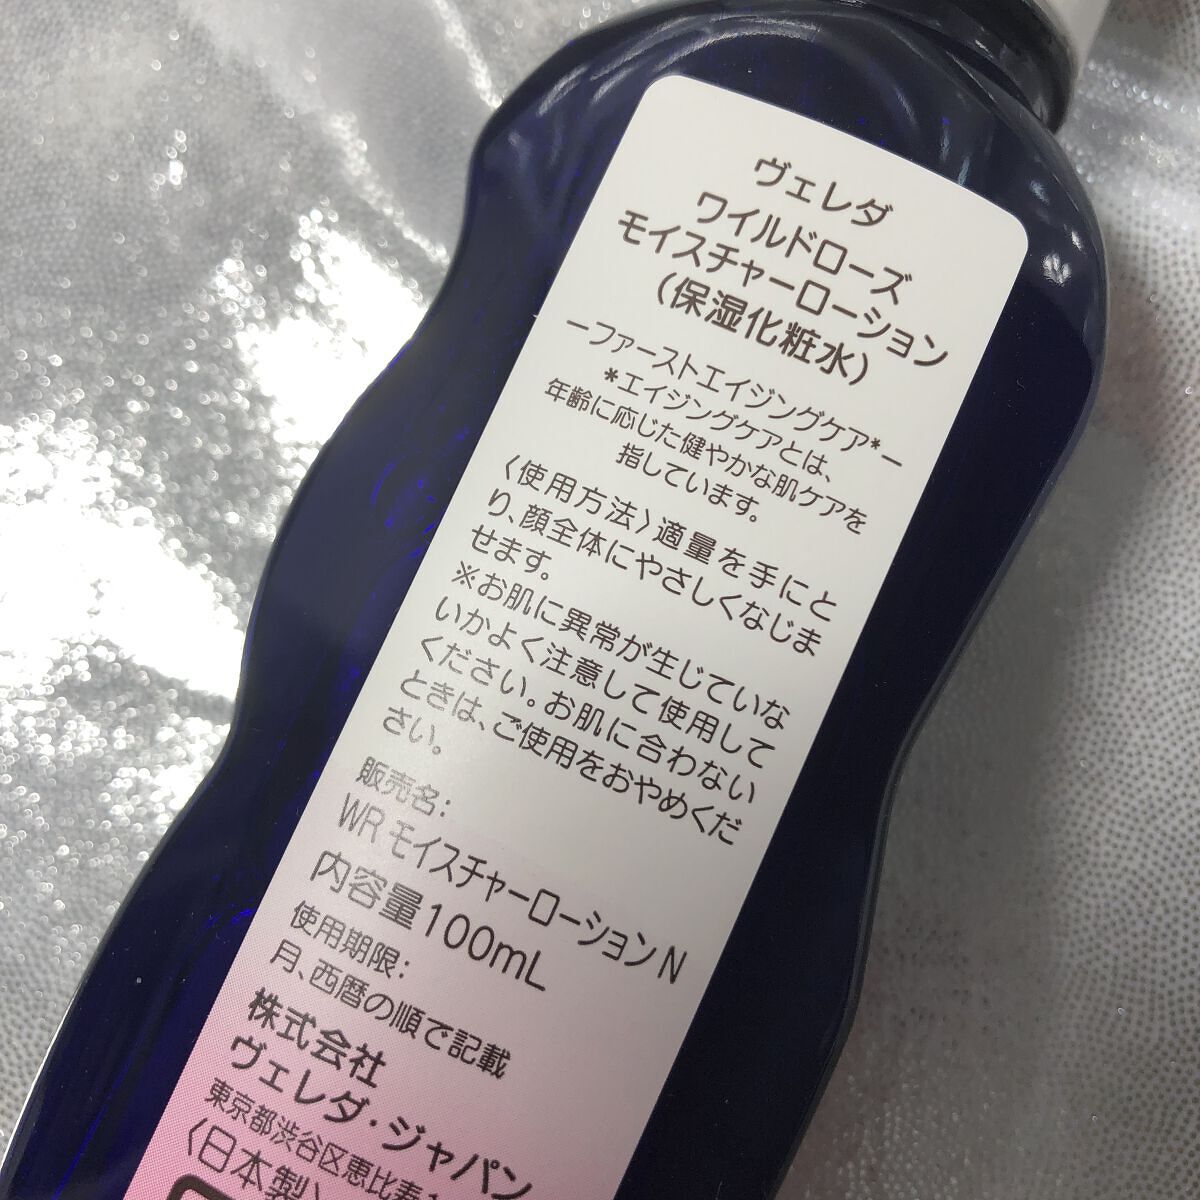 ヴェレダ
ワイルドローズ
モイスチャーローション
(保湿化粧水)
ーファーストエイジングケア*ー
*エイジングケアとは、
年齢に応じた健やかな肌ケアを
指しています。
〈使用方法〉適量を手にと
り、顔全体にやさしくなじま
せます。
※お肌に異常が生じていな
いかよく注意して使用して
ください。お肌に合わない
ときは、ご使用をおやめくだ
さい。
販売名:
WR モイスチャーローション N
内容量100mL
使用期限:
月、西暦の順で記載
株式会社
ヴェレダ・ジャパン
東京都渋谷区恵比寿
〈日本製〉